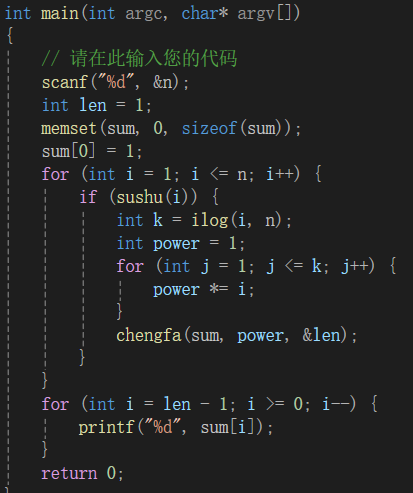 int main(int argc, char* argv[])
{
// 请在此输入您的代码
scanf("%d", &n);
int len = 1;
memset(sum, 0, sizeof(sum));
sum[0] = 1;
for (int i = 1; i <= n; i++) {
if (sushu(i)) {
int k = ilog(i, n);
int power = 1;
for (int j = 1; j <= k; j++) {
power *= i;
}
chengfa(sum, power, &len);
}
}
for (int i = len - 1; i >= 0; i--) {
printf("%d", sum[i]);
}
return 0;